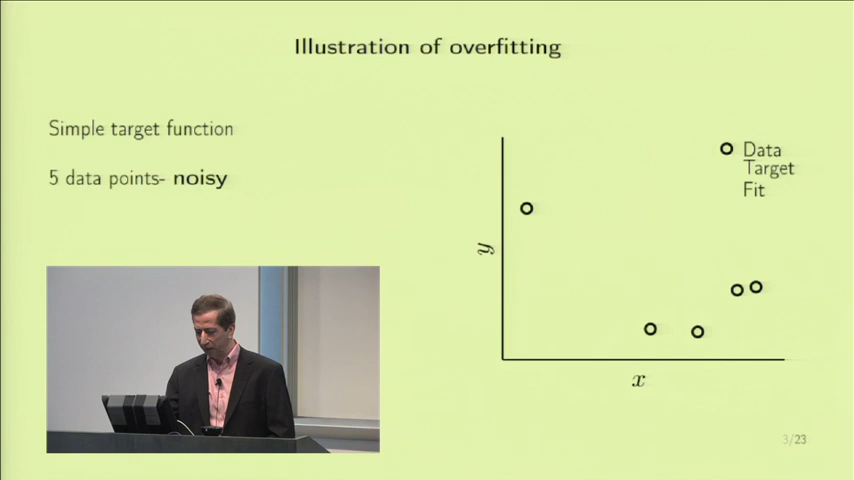 Illustration of overfitting
Simple target function
5 data points- noisy
Data
Target
Fit
y
x
3/23